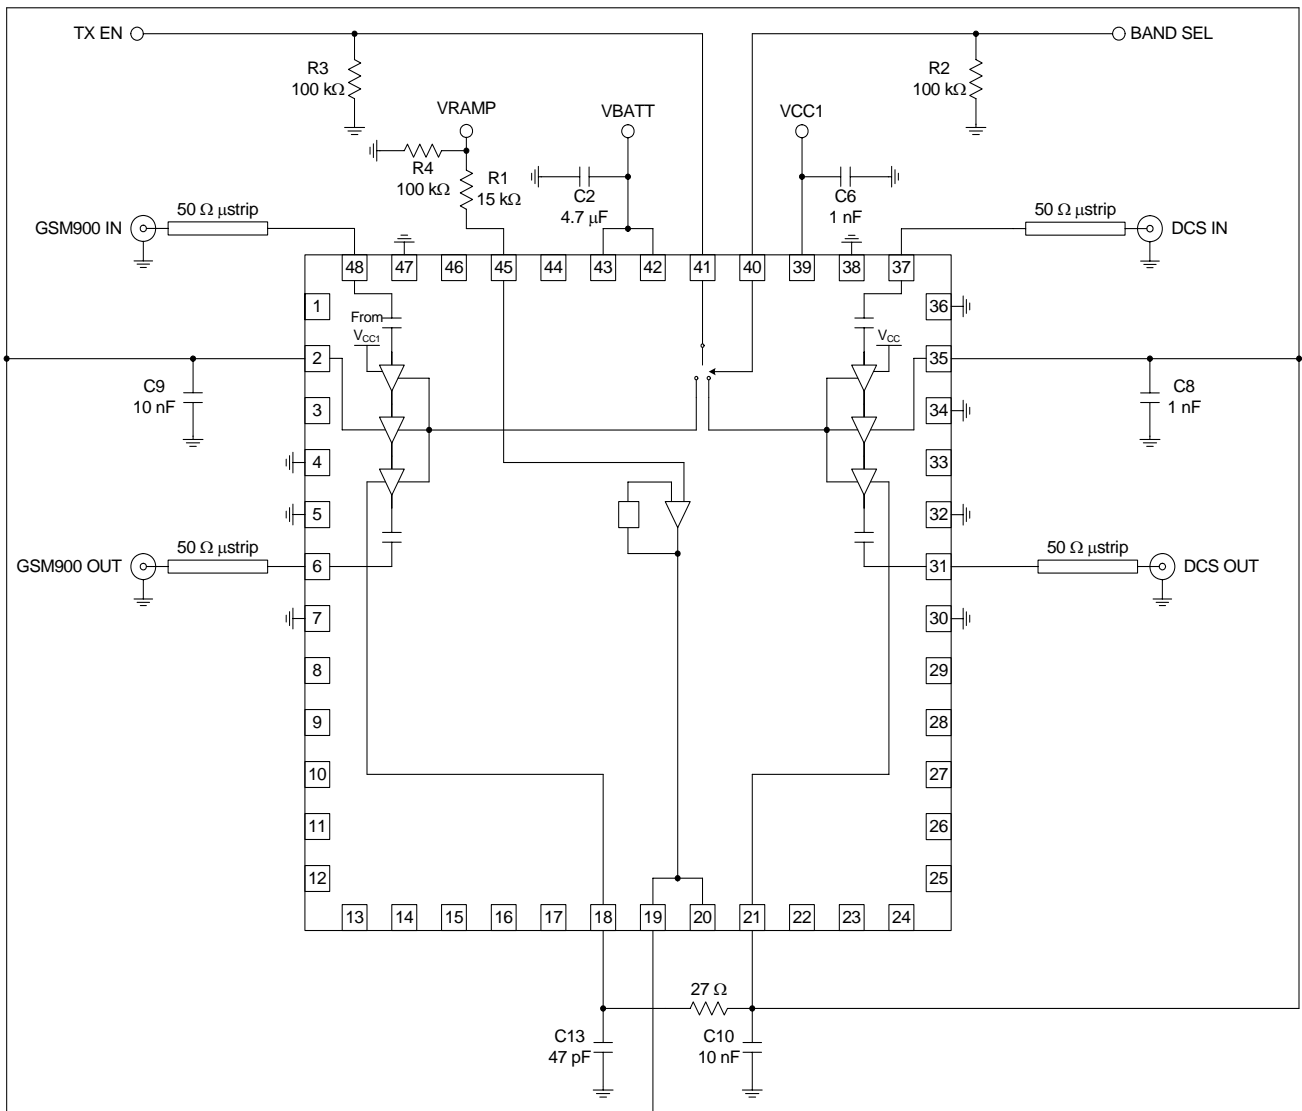 TX EN
BAND SEL
R3
100 kΩ
R2
100 kΩ
VRAMP
VBATT
VCC1
R4
100 kΩ
R1
15 kΩ
C2
4.7 μF
C6
1 nF
50 Ω μstrip
GSM900 IN
50 Ω μstrip
DCS IN
48 47 46 45 44 43 42 41 40 39 38 37
1
From
VCC1
VCC
36
2
35
C9
10 nF
C8
1 nF
3
34
4
33
5
32
50 Ω μstrip
GSM900 OUT
6
31
50 Ω μstrip
DCS OUT
7
30
8
29
9
28
10
27
11
26
12
25
13 14 15 16 17 18 19 20 21 22 23 24
27 Ω
C13
47 pF
C10
10 nF